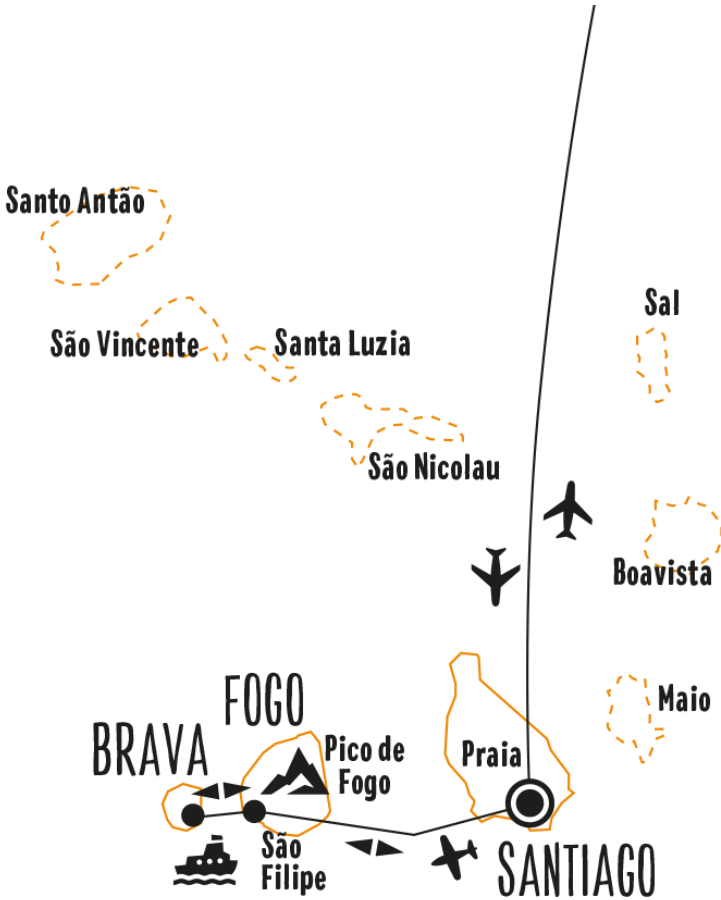 Santo Antão
Sal
São Vincente
Santa Luzia
São Nicolau
Boavista
FOGO
Maio
BRAVA
Pico de
Fogo
Praia
São
Filipe
SANTIAGO